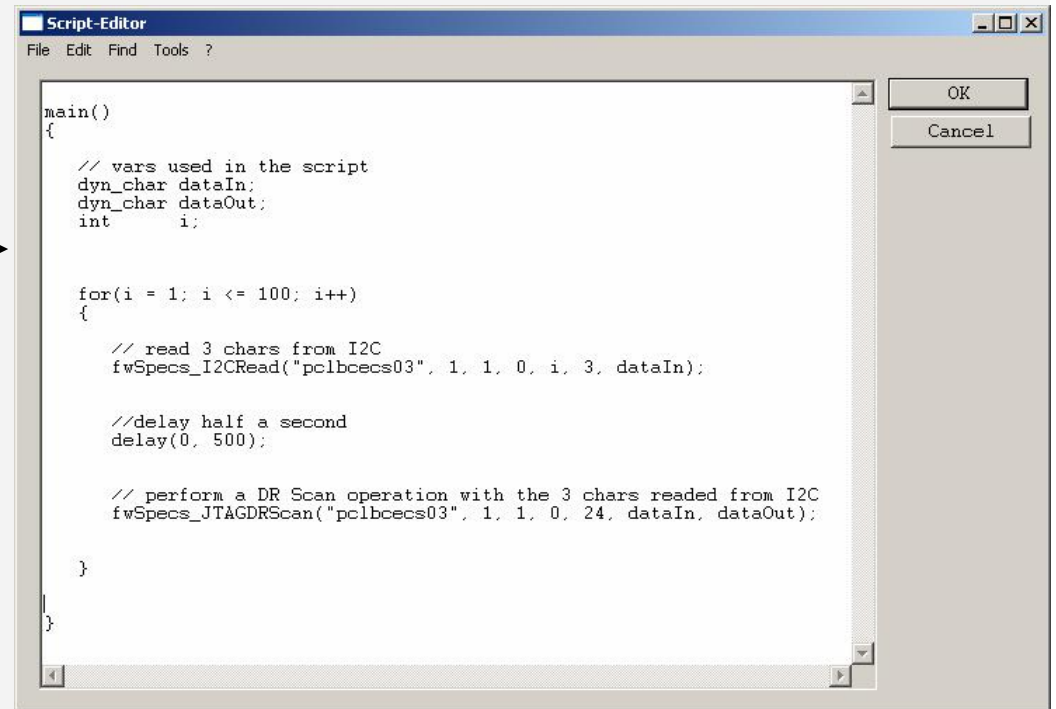 Script-Editor
File Edit Find Tools ?
OK
Cancel
main()
{
// vars used in the script
dyn_char dataIn;
dyn_char dataOut;
int i;
for(i = 1; i <= 100; i++)
{
// read 3 chars from I2C
fwSpecs_I2CRead("pclbcecs03", 1, 1, 0, i, 3, dataIn);
//delay half a second
delay(0, 500);
// perform a DR Scan operation with the 3 chars readed from I2C
fwSpecs_JTAGDRScan("pclbcecs03", 1, 1, 0, 24, dataIn, dataOut);
}
}